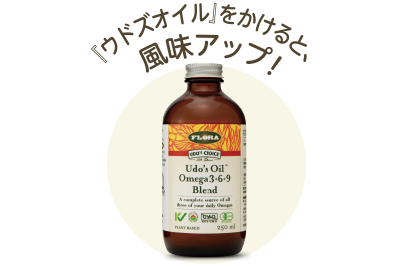 『ウドズオイル』をかけると、
風味アップ！
FLORA
UDO'S CHOICE
Udo's Oil™
Omega 3•6•9
Blend
A complete source of all
three of your daily Omegas
PLANT BASED
250 ml